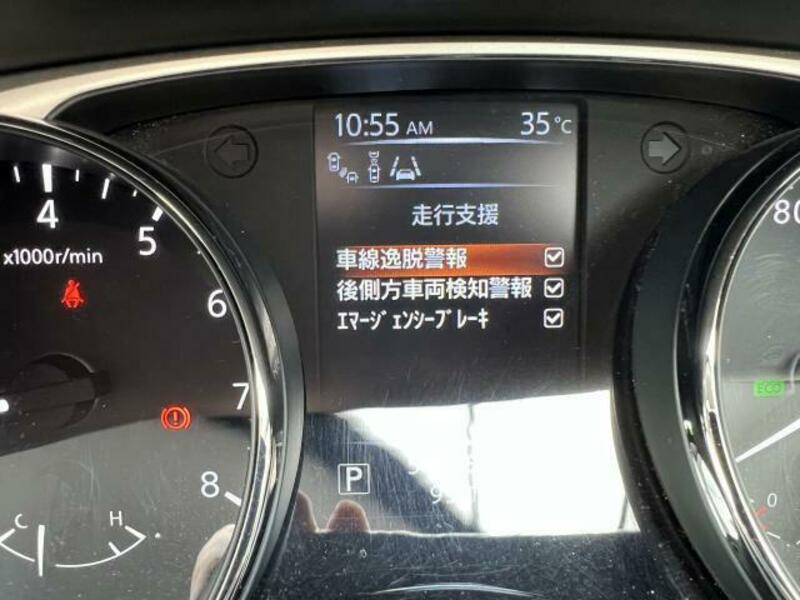 10:55 AM 35°C
走行支援
車線逸脱警報
後側方車両検知警報
ｴﾏｰｼﾞｪﾝｼｰﾌﾞﾚｰｷ
4
5
x1000r/min
6
7
8
C H
P
80
ECO
0